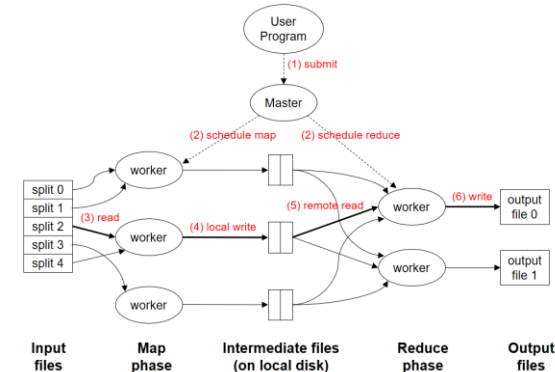 User
Program
(1) submit
Master
(2) schedule map
(2) schedule reduce
worker
split 0
split 1
split 2
split 3
split 4
(3) read
worker
(4) local write
(5) remote read
worker
(6) write
output
file 0
worker
output
file 1
worker
Input
files
Map
phase
Intermediate files
(on local disk)
Reduce
phase
Output
files